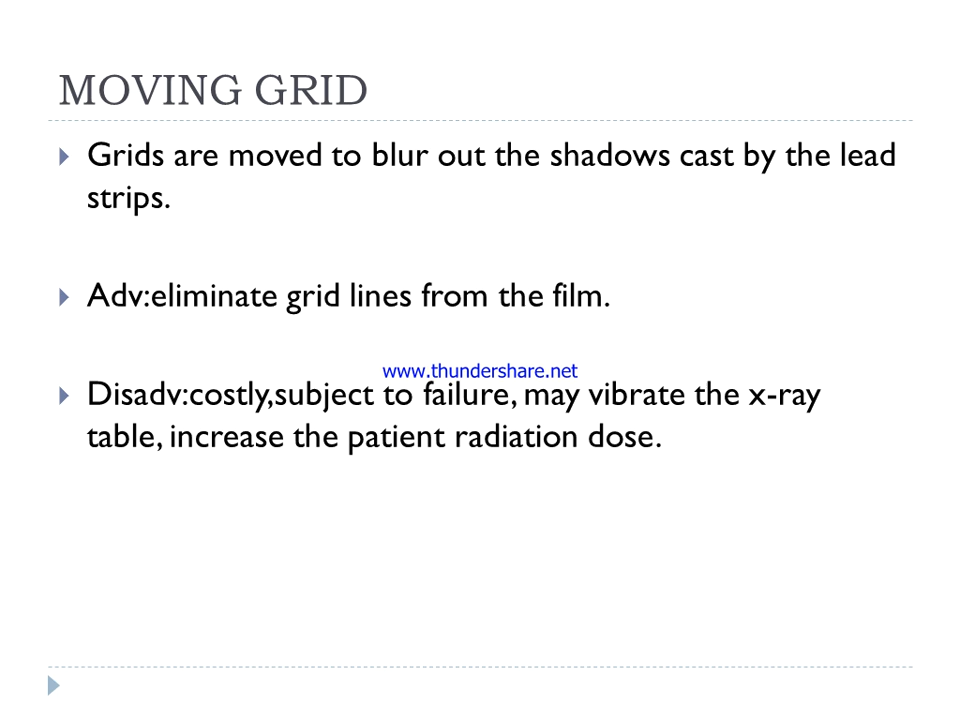 MOVING GRID
Grids are moved to blur out the shadows cast by the lead
strips.
Adv:eliminate grid lines from the film.
www.thundershare.net
Disadv:costly,subject to failure, may vibrate the x-ray
table, increase the patient radiation dose.